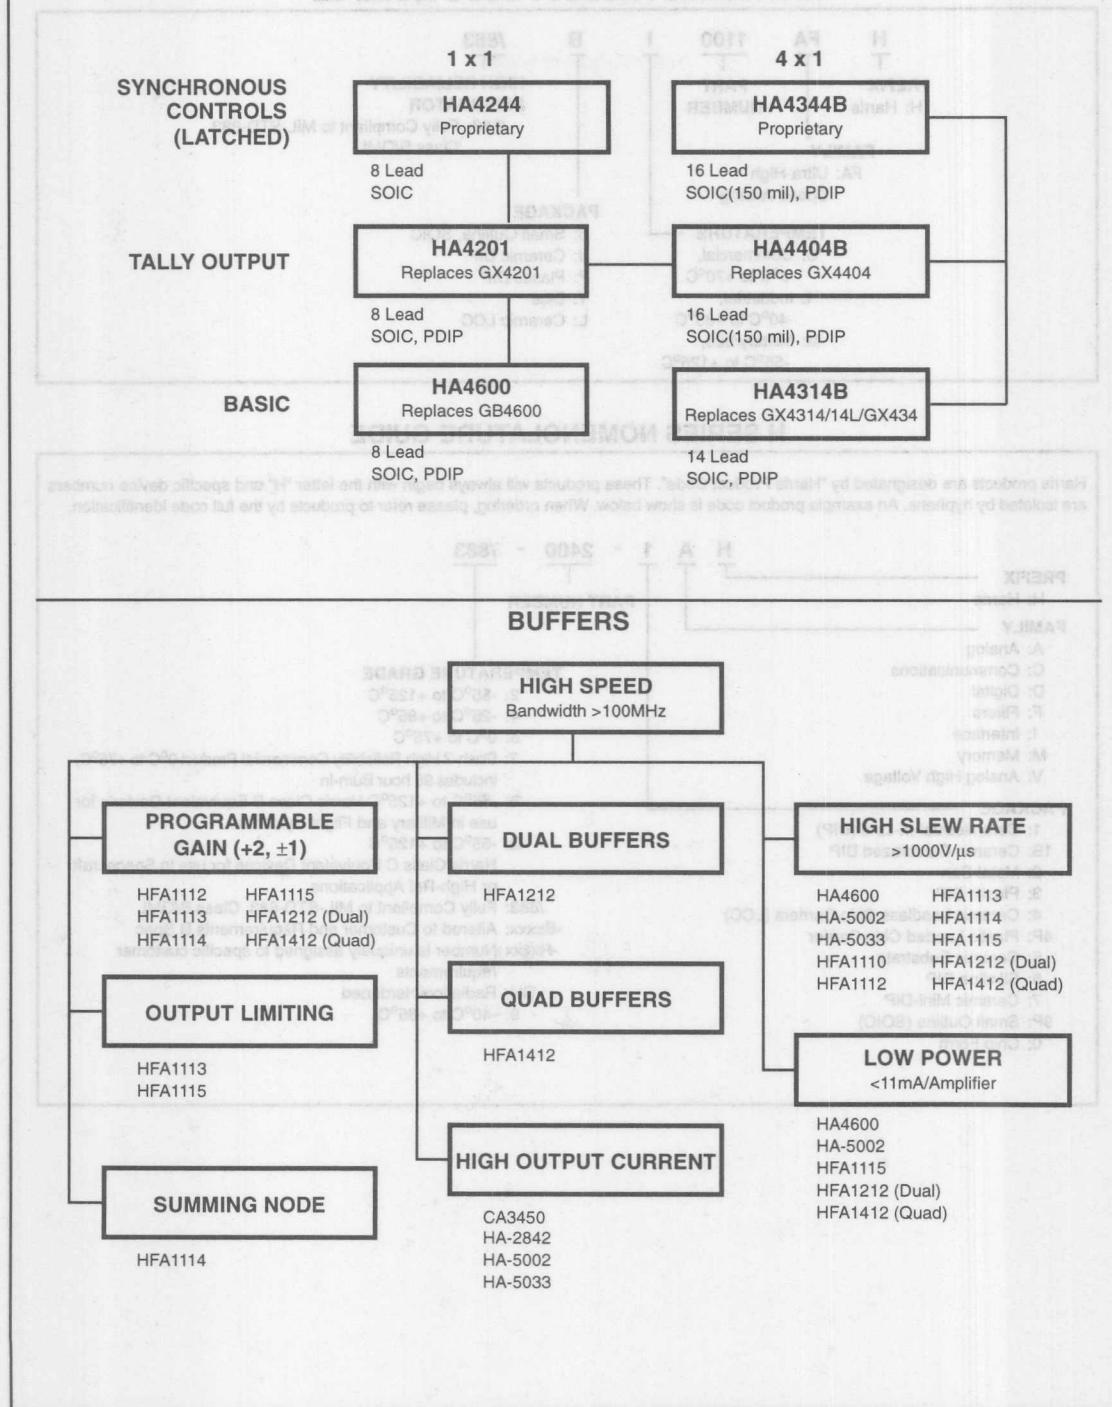 1 x 1
4 x 1
SYNCHRONOUS
CONTROLS
(LATCHED)
HA4244
Proprietary
8 Lead
SOIC
HA4344B
Proprietary
16 Lead
SOIC(150 mil), PDIP
TALLY OUTPUT
HA4201
Replaces GX4201
8 Lead
SOIC, PDIP
HA4404B
Replaces GX4404
16 Lead
SOIC(150 mil), PDIP
BASIC
HA4600
Replaces GB4600
8 Lead
SOIC, PDIP
HA4314B
Replaces GX4314/14L/GX434
14 Lead
SOIC, PDIP
BUFFERS
HIGH SPEED
Bandwidth >100MHz
PROGRAMMABLE
GAIN (+2, ±1)
HFA1112 HFA1115
HFA1113 HFA1212 (Dual)
HFA1114 HFA1412 (Quad)
OUTPUT LIMITING
HFA1113
HFA1115
SUMMING NODE
HFA1114
DUAL BUFFERS
HFA1212
QUAD BUFFERS
HFA1412
HIGH OUTPUT CURRENT
CA3450
HA-2842
HA-5002
HA-5033
HIGH SLEW RATE
>1000V/µs
HA4600 HFA1113
HA-5002 HFA1114
HA-5033 HFA1115
HFA1110 HFA1212 (Dual)
HFA1112 HFA1412 (Quad)
LOW POWER
<11mA/Amplifier
HA4600
HA-5002
HFA1115
HFA1212 (Dual)
HFA1412 (Quad)